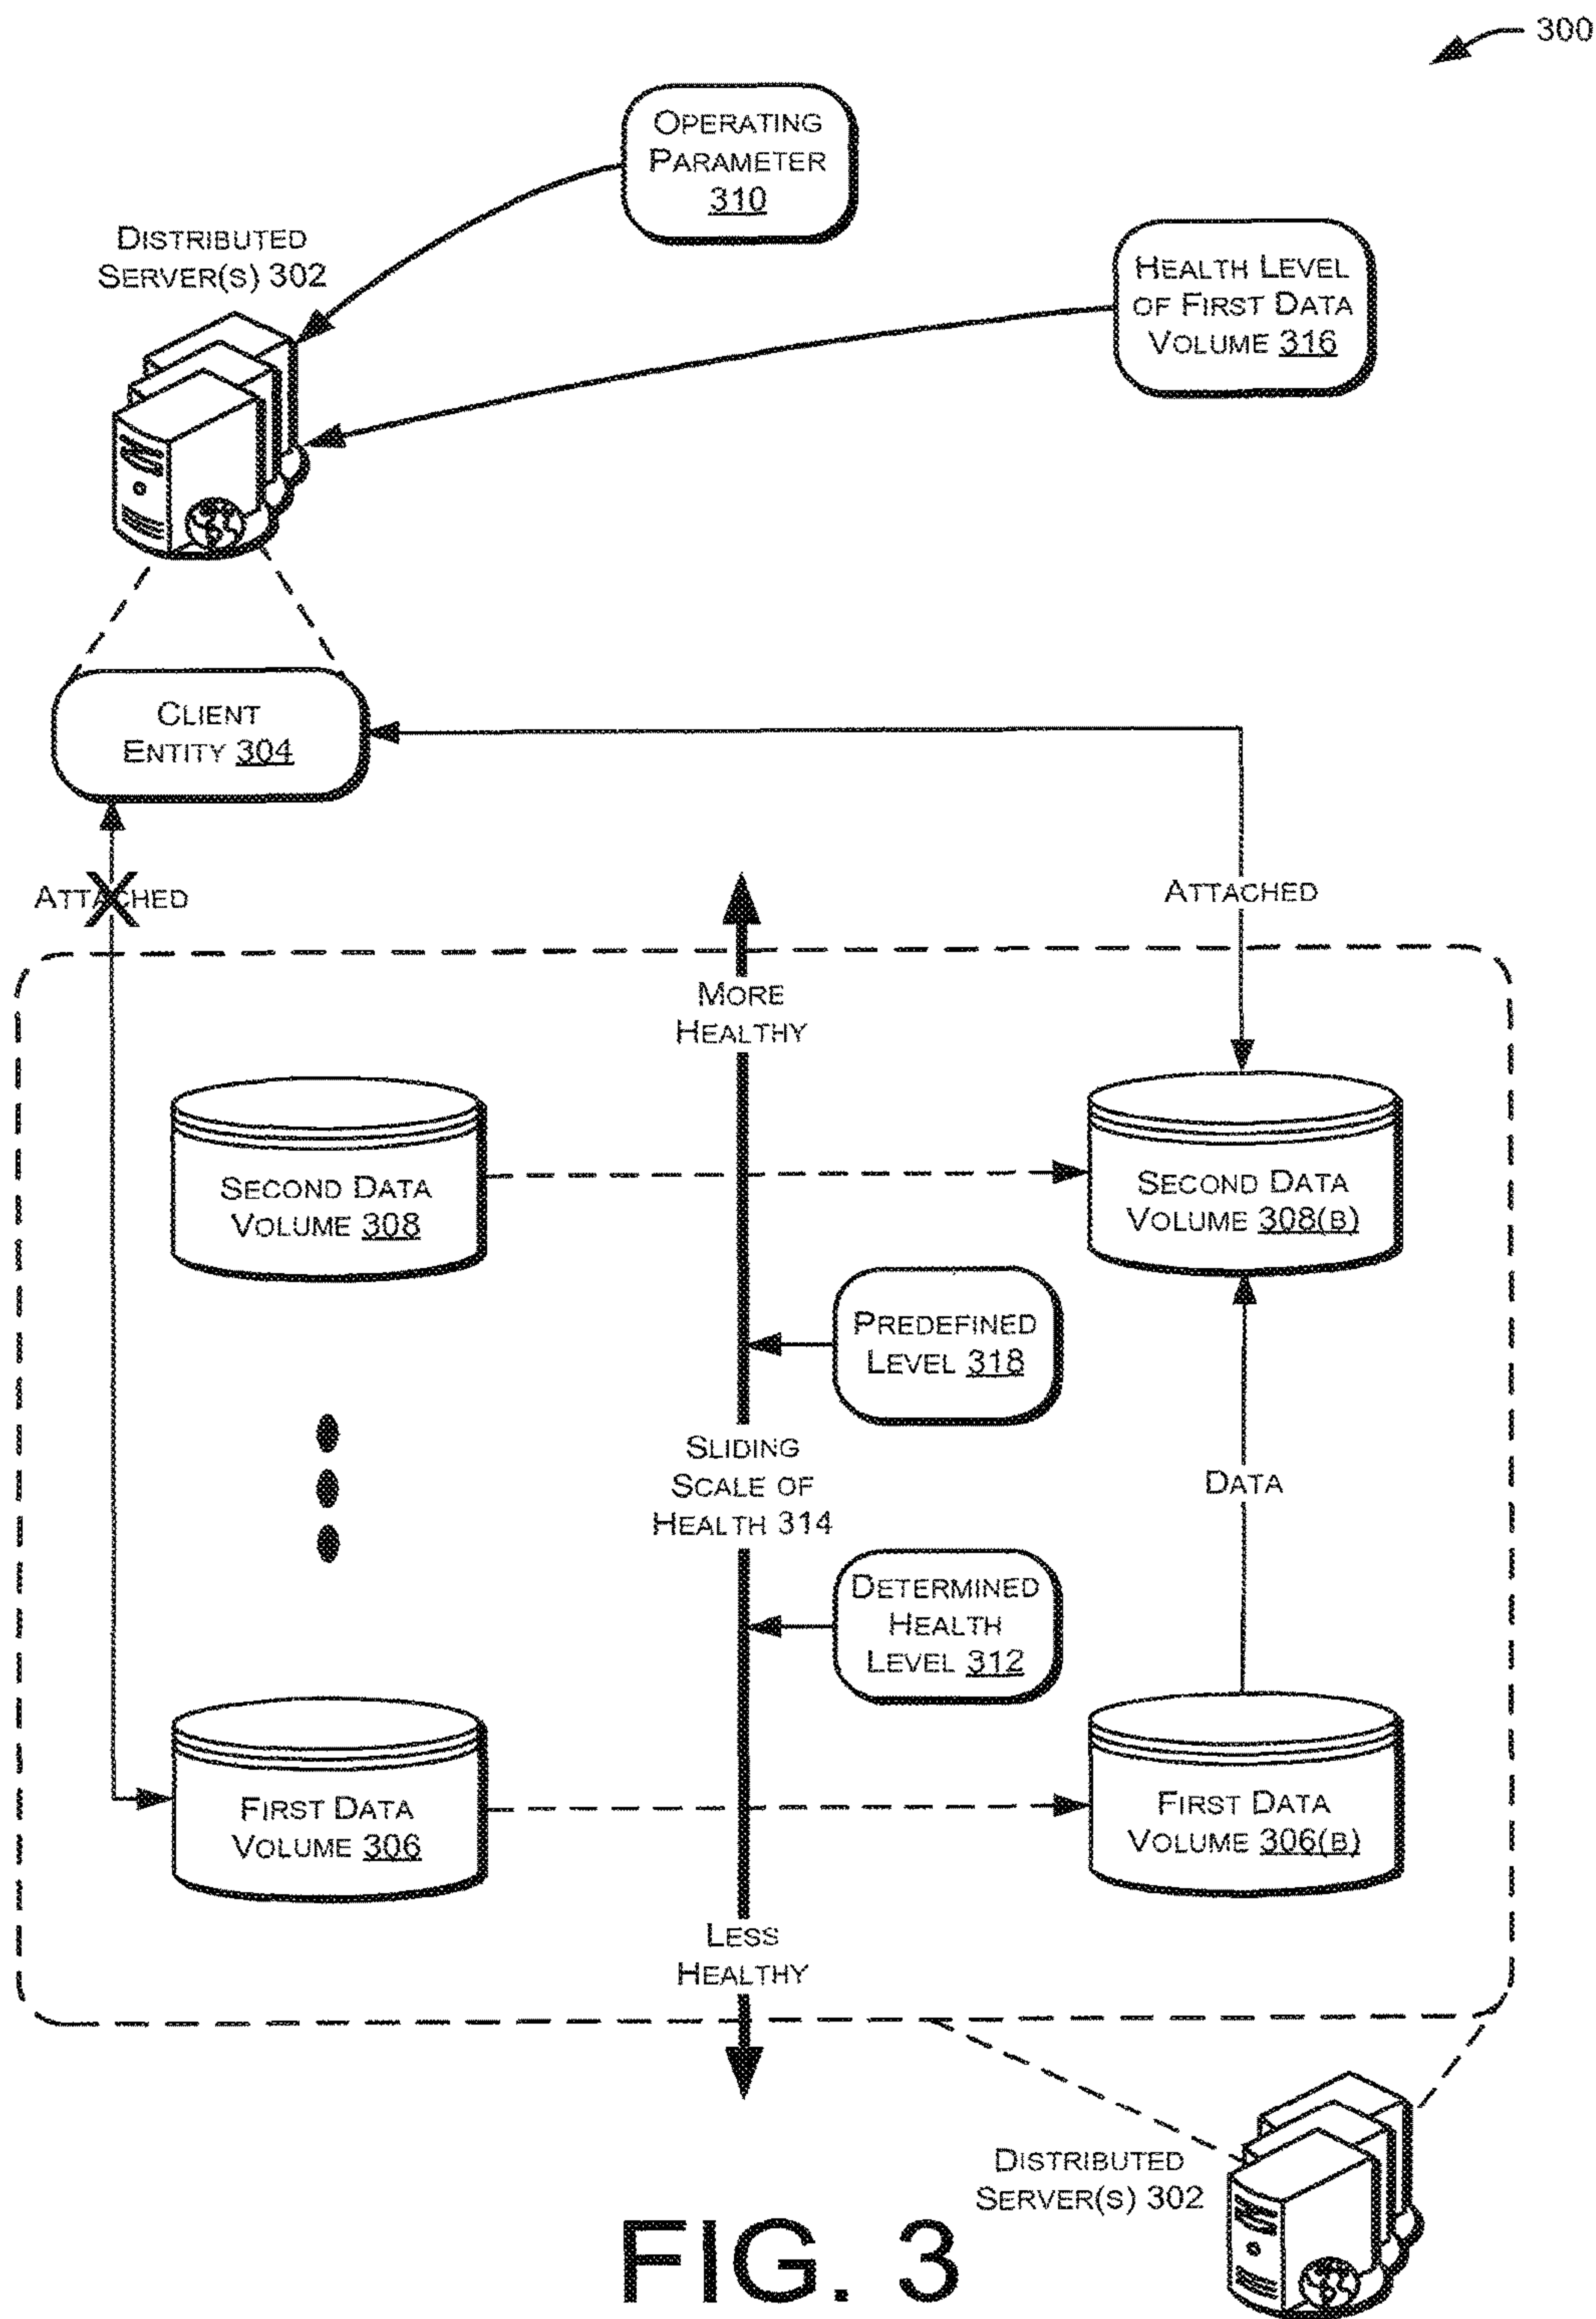 300
OPERATING
PARAMETER
310
DISTRIBUTED
SERVER(S) 302
HEALTH LEVEL
OF FIRST DATA
VOLUME 316
CLIENT
ENTITY 304
ATTACHED
ATTACHED
MORE
HEALTHY
SECOND DATA
VOLUME 308
SECOND DATA
VOLUME 308(B)
PREDEFINED
LEVEL 318
SLIDING
SCALE OF
HEALTH 314
DATA
DETERMINED
HEALTH
LEVEL 312
FIRST DATA
VOLUME 306
FIRST DATA
VOLUME 306(B)
LESS
HEALTHY
DISTRIBUTED
SERVER(S) 302
FIG. 3